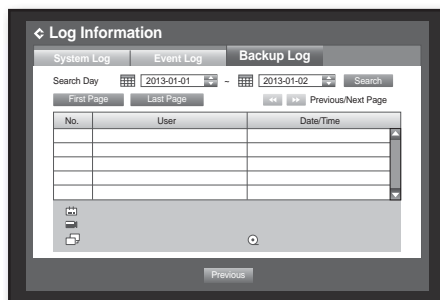 Log Information
System Log Event Log Backup Log
Search Day 2013-01-01 ~ 2013-01-02 Search
First Page Last Page Previous/Next Page
No. User Date/Time
Previous